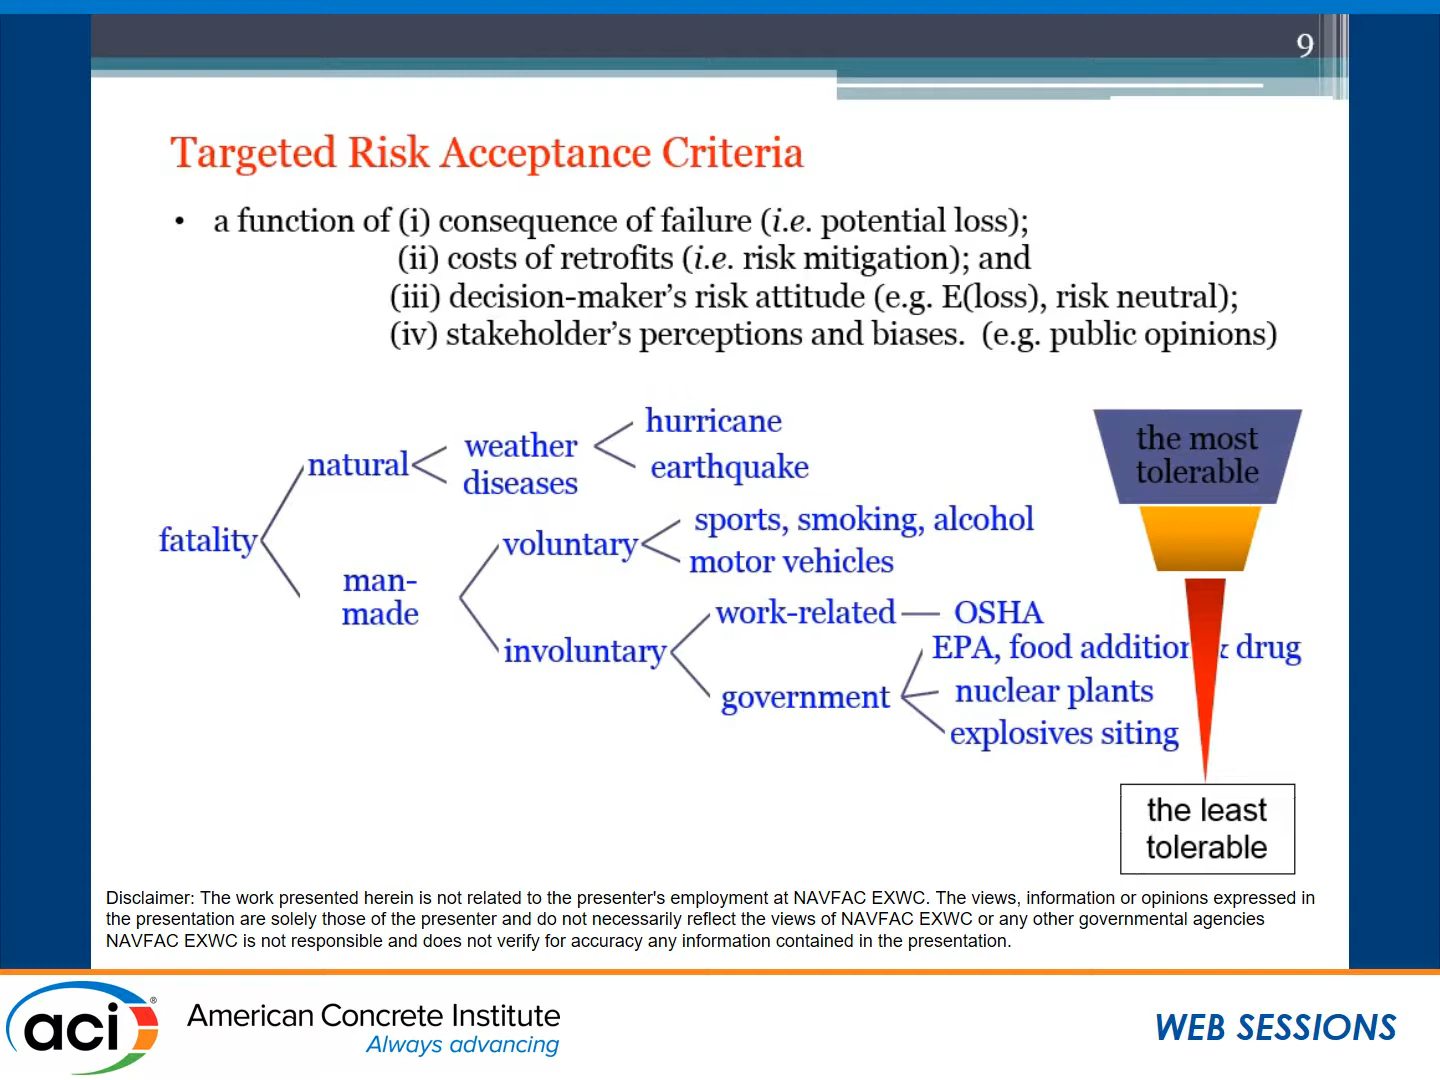 9
Targeted Risk Acceptance Criteria
• a function of (i) consequence of failure (i.e. potential loss);
(ii) costs of retrofits (i.e. risk mitigation); and
(iii) decision-maker's risk attitude (e.g. E(loss), risk neutral);
(iv) stakeholder's perceptions and biases. (e.g. public opinions)
hurricane
weather
natural
earthquake
diseases
the most
tolerable
sports, smoking, alcohol
fatality
voluntary
motor vehicles
man-
made
work-related
OSHA
involuntary
EPA, food addition & drug
government
nuclear plants
explosives siting
the least
tolerable
Disclaimer: The work presented herein is not related to the presenter's employment at NAVFAC EXWC. The views, information or opinions expressed in
the presentation are solely those of the presenter and do not necessarily reflect the views of NAVFAC EXWC or any other governmental agencies
NAVFAC EXWC is not responsible and does not verify for accuracy any information contained in the presentation.
aci®
American Concrete Institute
Always advancing
WEB SESSIONS